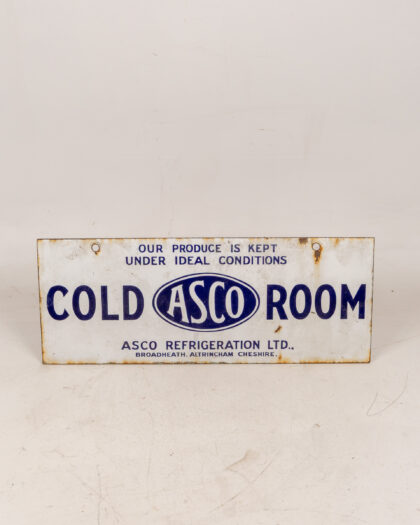 OUR PRODUCE IS KEPT
UNDER IDEAL CONDITIONS
COLD ASCO ROOM
ASCO REFRIGERATION LTD.,
BROADHEATH. ALTRINCHAM CHESHIRE.